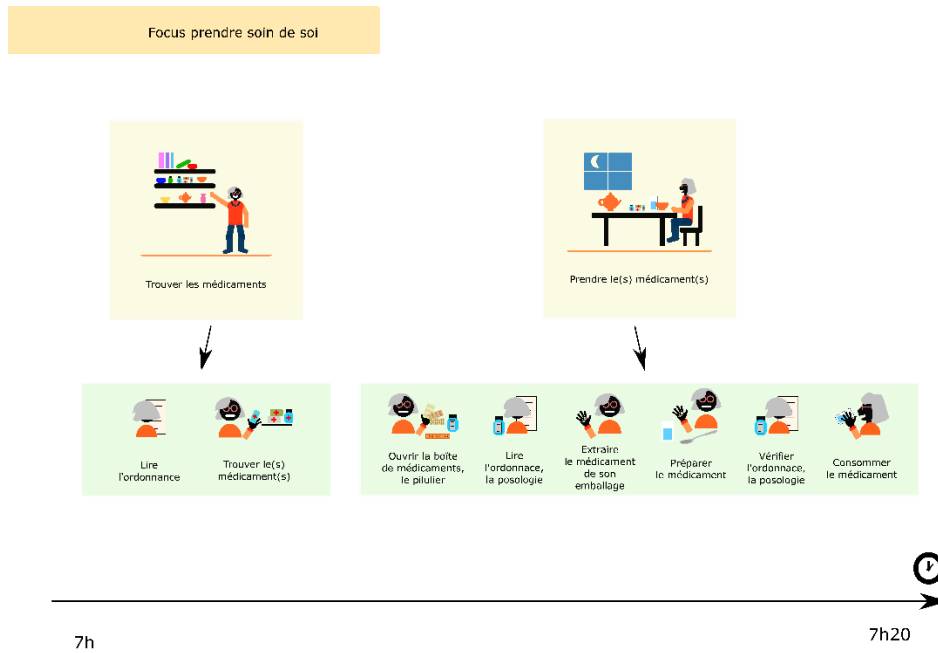 Focus prendre soin de soi
Trouver les médicaments
Prendre le(s) médicament(s)
Lire
l'ordonnance
Trouver le(s)
médicament(s)
Ouvrir la boîte
de médicaments,
le pilulier
Lire
l'ordonnace,
la posologie
Extraire
le médicament
de son
emballage
Préparer
le médicament
Vérifier
l'ordonnace,
la posologie
Consommer
le médicament
7h
7h20